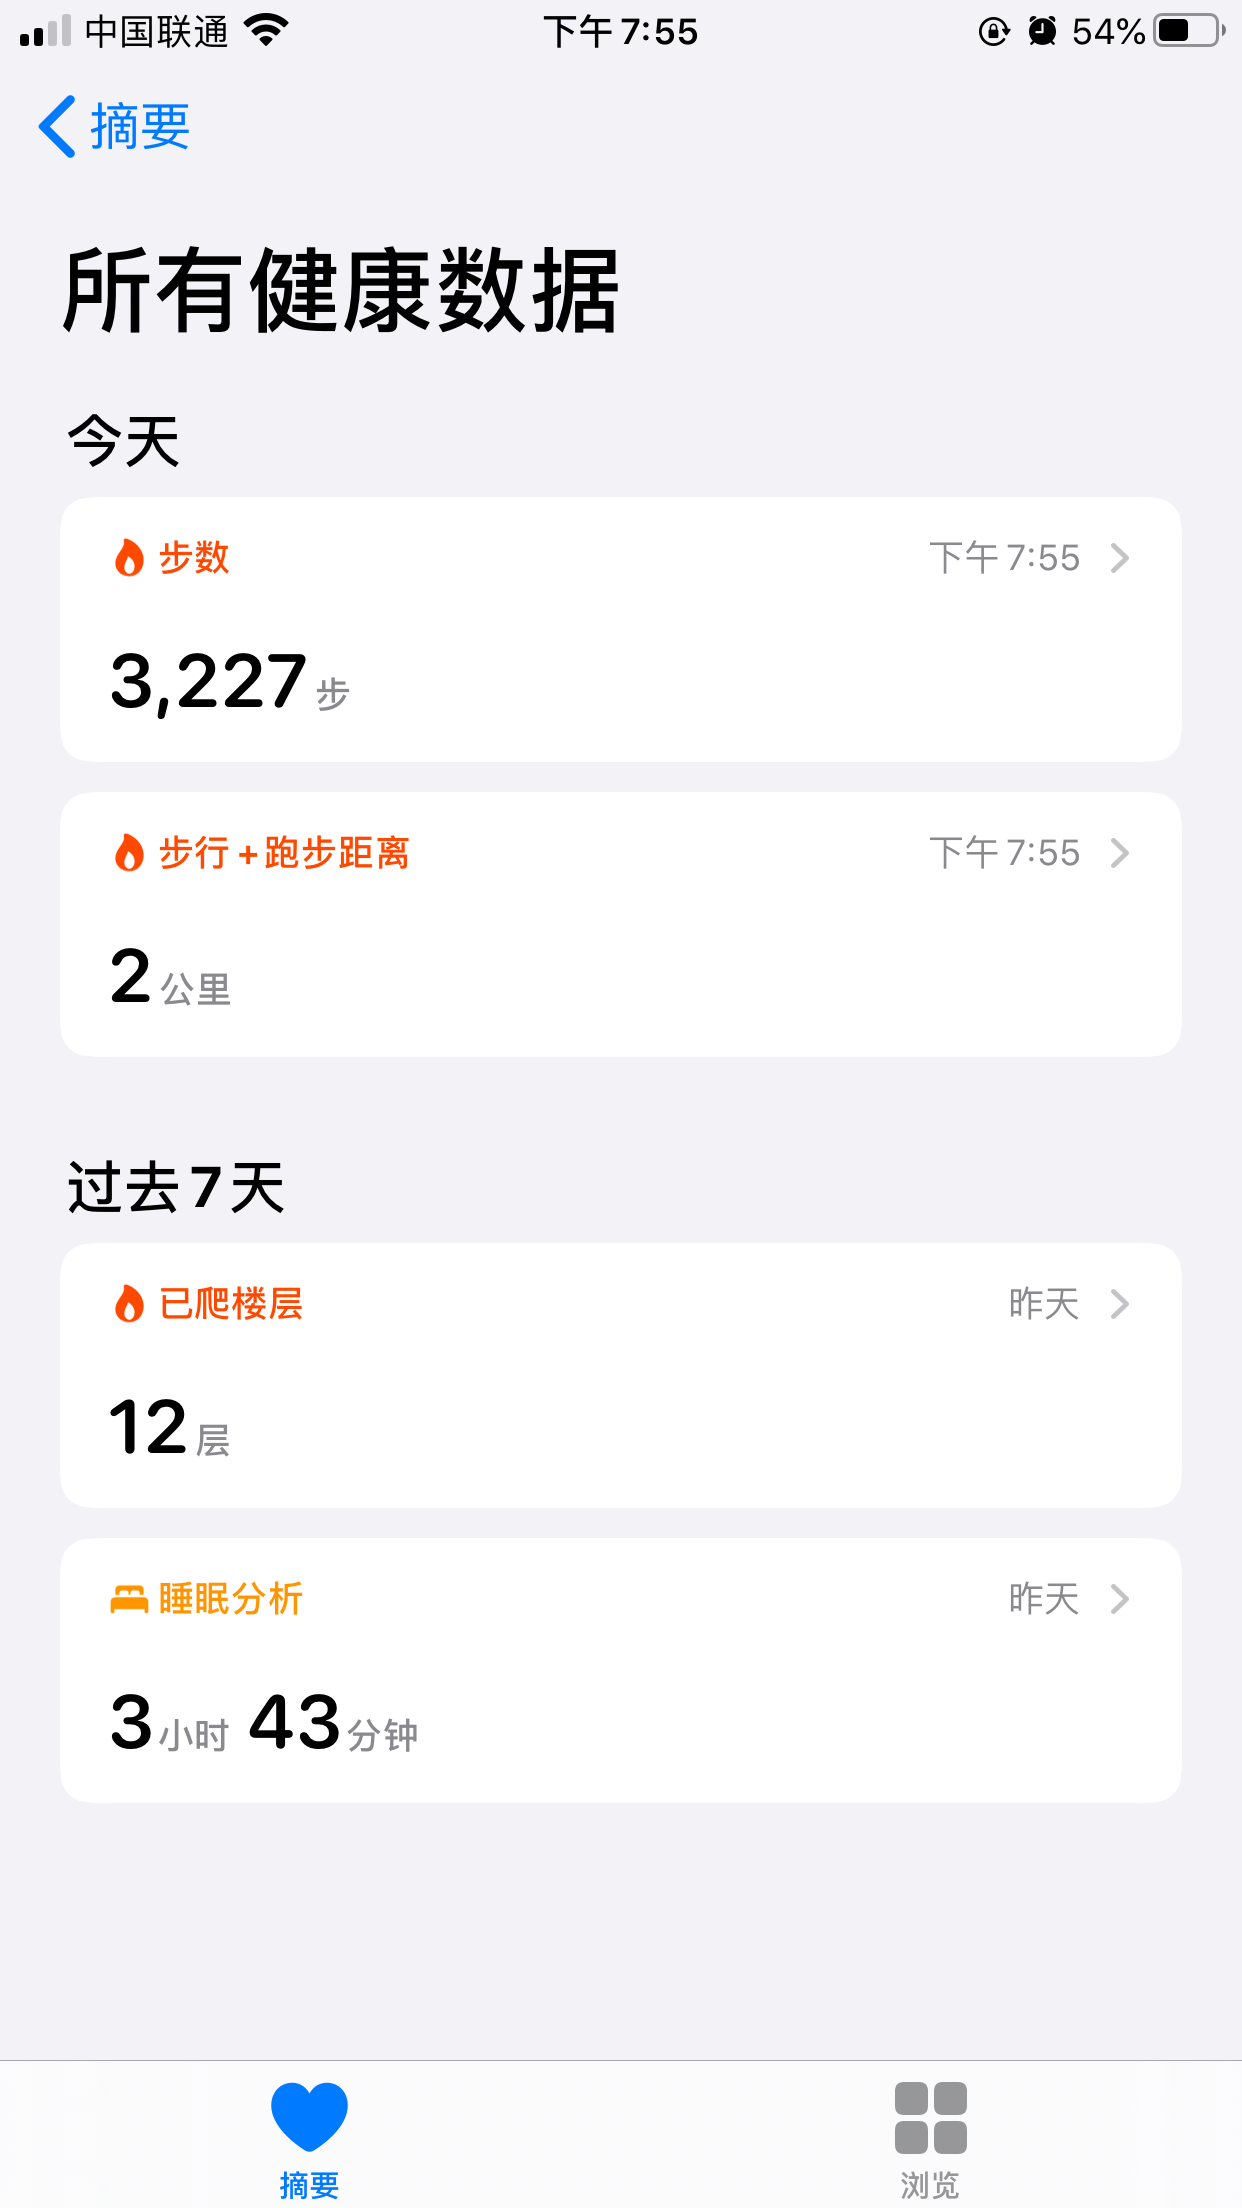 中国联通 下午 7:55 54%
摘要
所有健康数据
今天
步数 下午 7:55
3,227 步
步行 + 跑步距离 下午 7:55
2 公里
过去 7 天
已爬楼层 昨天
12 层
睡眠分析 昨天
3 小时 43 分钟
摘要 浏览